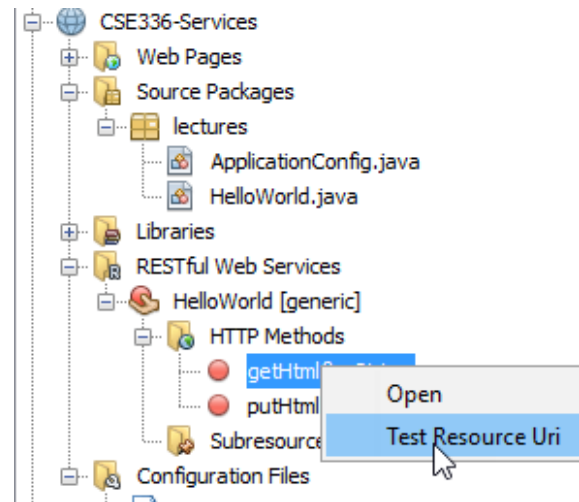 CSE336-Services
Web Pages
Source Packages
lectures
ApplicationConfig.java
HelloWorld.java
Libraries
RESTful Web Services
HelloWorld [generic]
HTTP Methods
getHtml
Open
putHtml
Test Resource Uri
Subresource
Configuration Files